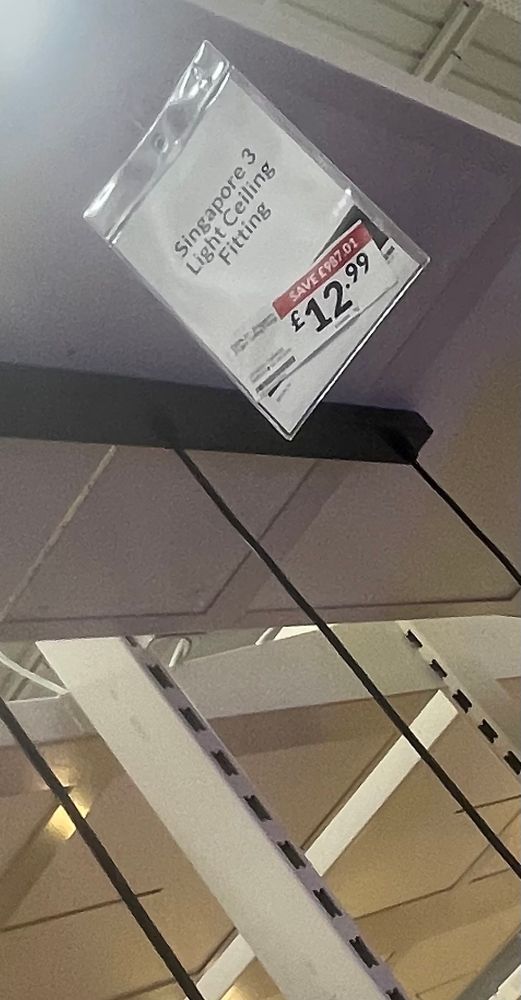 Singapore 3
Light Ceiling
Fitting
SAVE £987.01
£12.99